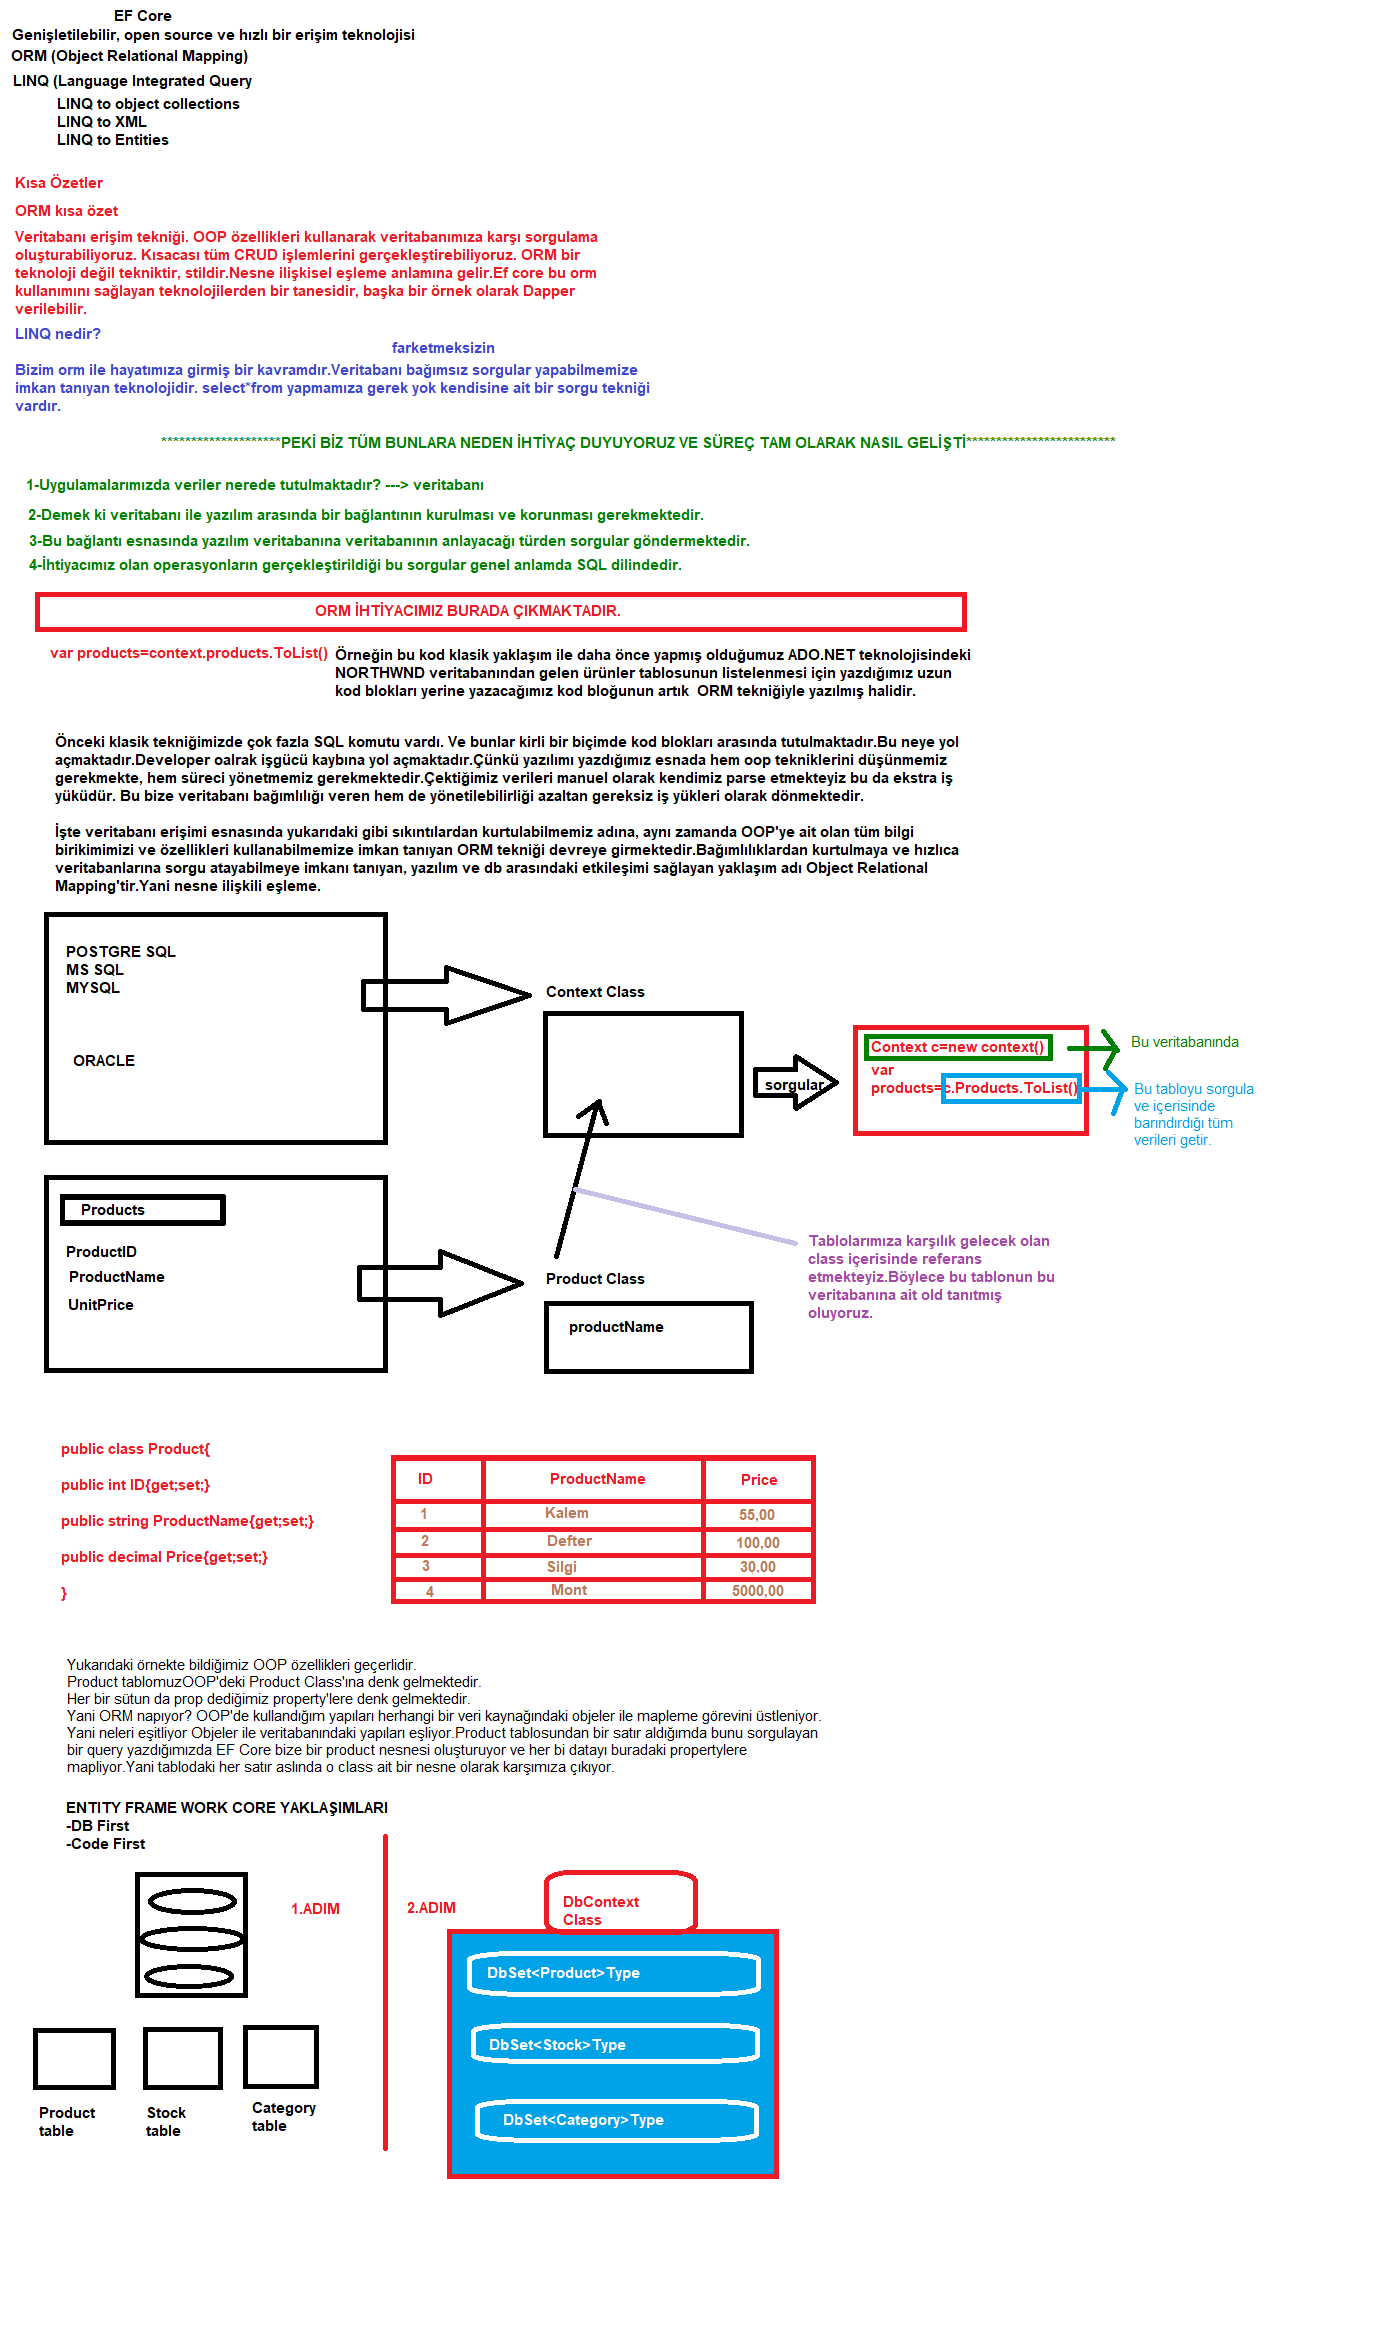 EF Core
Genişletilebilir, open source ve hızlı bir erişim teknolojisi
ORM (Object Relational Mapping)
LINQ (Language Integrated Query
LINQ to object collections
LINQ to XML
LINQ to Entities
Kısa Özetler
ORM kısa özet
Veritabanı erişim tekniği. OOP özellikleri kullanarak veritabanımıza karşı sorgulama
oluşturabiliyoruz. Kısacası tüm CRUD işlemlerini gerçekleştirebiliyoruz. ORM bir
teknoloji değil tekniktir, stildir.Nesne ilişkisel eşleme anlamına gelir.Ef core bu orm
kullanımını sağlayan teknolojilerden bir tanesidir, başka bir örnek olarak Dapper
verilebilir.
LINQ nedir?
farketmeksizin
Bizim orm ile hayatımıza girmiş bir kavramdır.Veritabanı bağımsız sorgular yapabilmemize
imkan tanıyan teknolojidir. select*from yapmamıza gerek yok kendisine ait bir sorgu tekniği
vardır.
********************PEKİ BİZ TÜM BUNLARA NEDEN İHTİYAÇ DUYUYORUZ VE SÜREÇ TAM OLARAK NASIL GELİŞTİ*************************
1-Uygulamalarımızda veriler nerede tutulmaktadır? ---> veritabanı
2-Demek ki veritabanı ile yazılım arasında bir bağlantının kurulması ve korunması gerekmektedir.
3-Bu bağlantı esnasında yazılım veritabanına veritabanının anlayacağı türden sorgular göndermektedir.
4-İhtiyacımız olan operasyonların gerçekleştirildiği bu sorgular genel anlamda SQL dilindedir.
ORM İHTİYACIMIZ BURADA ÇIKMAKTADIR.
var products=context.products.ToList()
Örneğin bu kod klasik yaklaşım ile daha önce yapmış olduğumuz ADO.NET teknolojisindeki
NORTHWND veritabanından gelen ürünler tablosunun listelenmesi için yazdığımız uzun
kod blokları yerine yazacağımız kod bloğunun artık  ORM tekniğiyle yazılmış halidir.
Önceki klasik tekniğimizde çok fazla SQL komutu vardı. Ve bunlar kirli bir biçimde kod blokları arasında tutulmaktadır.Bu neye yol
açmaktadır.Developer oalrak işgücü kaybına yol açmaktadır.Çünkü yazılımı yazdığımız esnada hem oop tekniklerini düşünmemiz
gerekmekte, hem süreci yönetmemiz gerekmektedir.Çektiğimiz verileri manuel olarak kendimiz parse etmekteyiz bu da ekstra iş
yüküdür. Bu bize veritabanı bağımlılığı veren hem de yönetilebilirliği azaltan gereksiz iş yükleri olarak dönmektedir.
İşte veritabanı erişimi esnasında yukarıdaki gibi sıkıntılardan kurtulabilmemiz adına, aynı zamanda OOP'ye ait olan tüm bilgi
birikimimizi ve özellikleri kullanabilmemize imkan tanıyan ORM tekniği devreye girmektedir.Bağımlılıklardan kurtulmaya ve hızlıca
veritabanlarına sorgu atayabilmeye imkanı tanıyan, yazılım ve db arasındaki etkileşimi sağlayan yaklaşım adı Object Relational
Mapping'tir.Yani nesne ilişkili eşleme.
POSTGRE SQL
MS SQL
MYSQL
ORACLE
Context Class
sorgular
Context c=new context()
var
products=c.Products.ToList()
Bu veritabanında
Bu tabloyu sorgula
ve içerisinde
barındırdığı tüm
verileri getir.
Products
ProductID
ProductName
UnitPrice
Product Class
productName
Tablolarımıza karşılık gelecek olan
class içerisinde referans
etmekteyiz.Böylece bu tablonun bu
veritabanına ait old tanıtmış
oluyoruz.
public class Product{
public int ID{get;set;}
public string ProductName{get;set;}
public decimal Price{get;set;}
}
ID ProductName Price
1 Kalem 55,00
2 Defter 100,00
3 Silgi 30,00
4 Mont 5000,00
Yukarıdaki örnekte bildiğimiz OOP özellikleri geçerlidir.
Product tablomuzOOP'deki Product Class'ına denk gelmektedir.
Her bir sütun da prop dediğimiz property'lere denk gelmektedir.
Yani ORM napıyor? OOP'de kullandığım yapıları herhangi bir veri kaynağındaki objeler ile mapleme görevini üstleniyor.
Yani neleri eşitliyor Objeler ile veritabanındaki yapıları eşliyor.Product tablosundan bir satır aldığımda bunu sorgulayan
bir query yazdığımızda EF Core bize bir product nesnesi oluşturuyor ve her bi datayı buradaki propertylere
mapliyor.Yani tablodaki her satır aslında o class ait bir nesne olarak karşımıza çıkıyor.
ENTITY FRAME WORK CORE YAKLAŞIMLARI
-DB First
-Code First
1.ADIM
2.ADIM
DbContext
Class
DbSet<Product>Type
DbSet<Stock>Type
DbSet<Category>Type
Product
table
Stock
table
Category
table